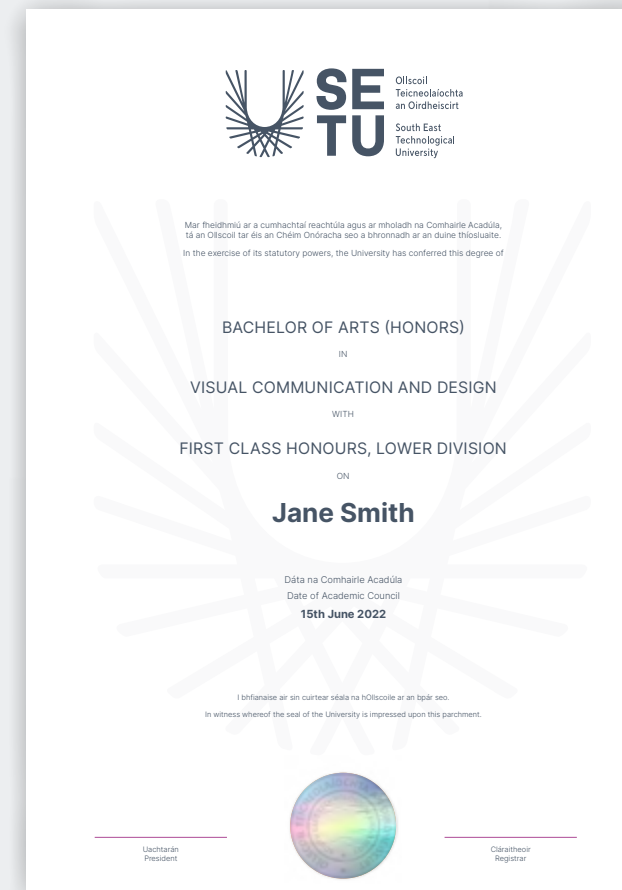 SE
TU
Ollscoil
Teicneolaíochta
an Oirdheiscirt
South East
Technological
University
Mar fheidhmiú ar a cumhachtaí reachtúla agus ar mholadh na Comhairle Acadúla,
tá an Ollscoil tar éis an Chéim Onóracha seo a bhronnadh ar an duine thíosluaite.
In the exercise of its statutory powers, the University has conferred this degree of
BACHELOR OF ARTS (HONORS)
IN
VISUAL COMMUNICATION AND DESIGN
WITH
FIRST CLASS HONOURS, LOWER DIVISION
ON
Jane Smith
Dáta na Comhairle Acadúla
Date of Academic Council
15th June 2022
I bhfianaise air sin cuirtear séala na hOllscoile ar an bpár seo.
In witness whereof the seal of the University is impressed upon this parchment.
Uachtarán
President
Cláraitheoir
Registrar